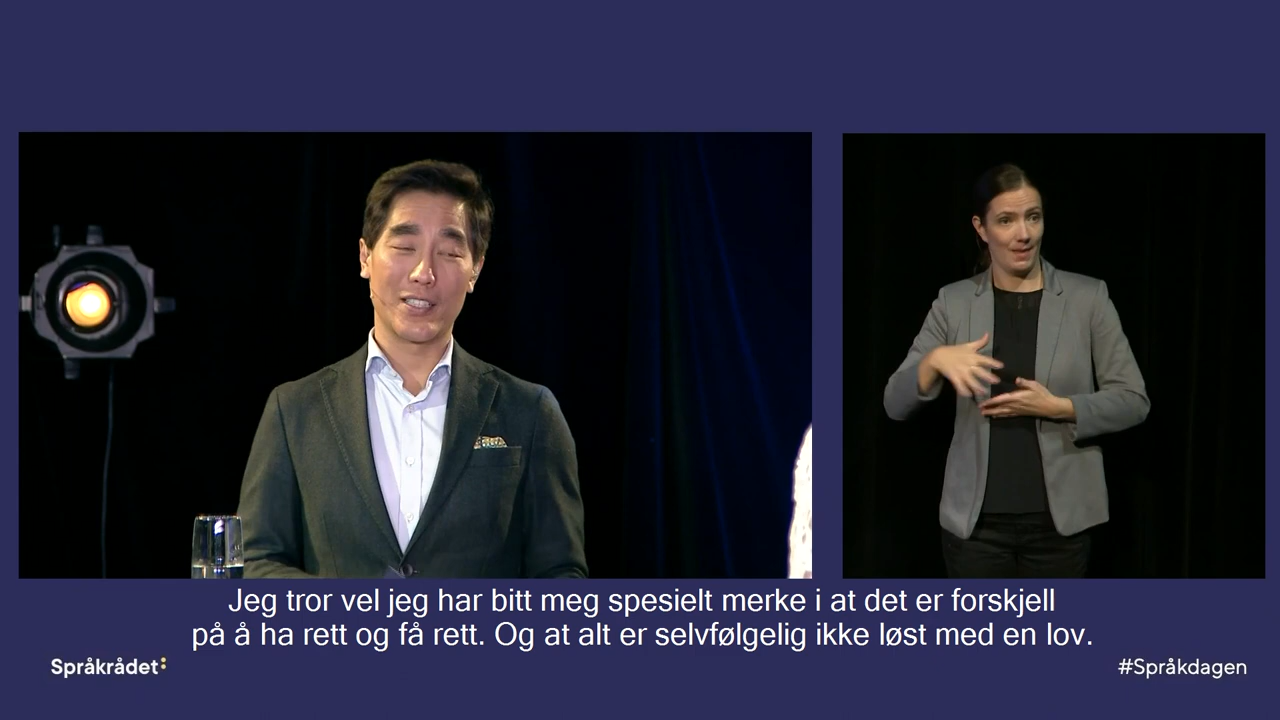 Jeg tror vel jeg har bitt meg spesielt merke i at det er forskjell
på å ha rett og få rett. Og at alt er selvfølgelig ikke løst med en lov.
Språkrådet:
#Språkdagen